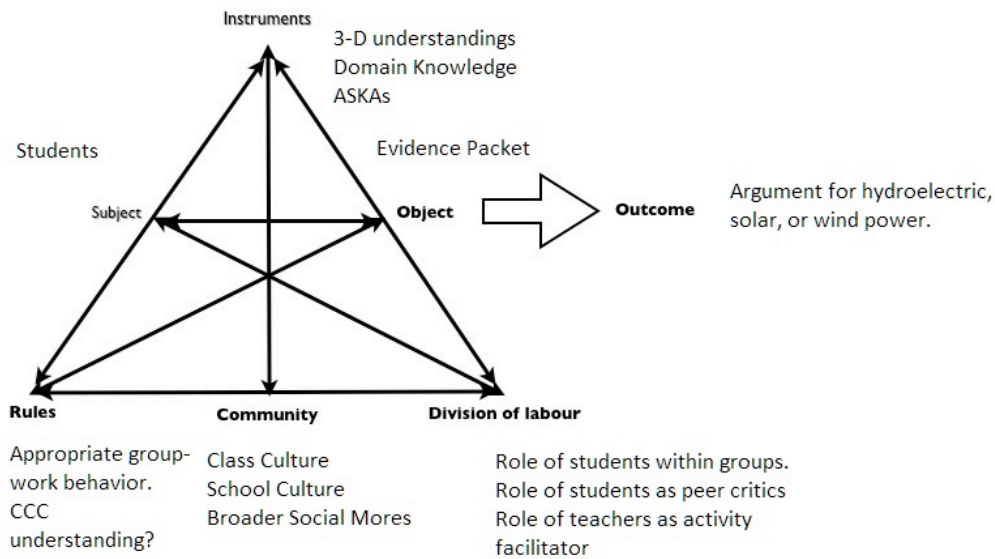 Instruments
3-D understandings
Domain Knowledge
ASKAs
Students
Evidence Packet
Subject
Object
Outcome
Argument for hydroelectric,
solar, or wind power.
Rules
Community
Division of labour
Appropriate group-
work behavior.
CCC
understanding?
Class Culture
School Culture
Broader Social Mores
Role of students within groups.
Role of students as peer critics
Role of teachers as activity
facilitator